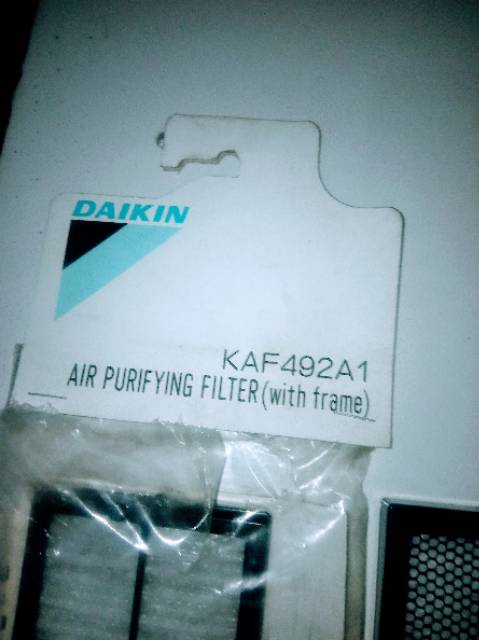 DAIKIN
KAF492A1
AIR PURIFYING FILTER (with frame)